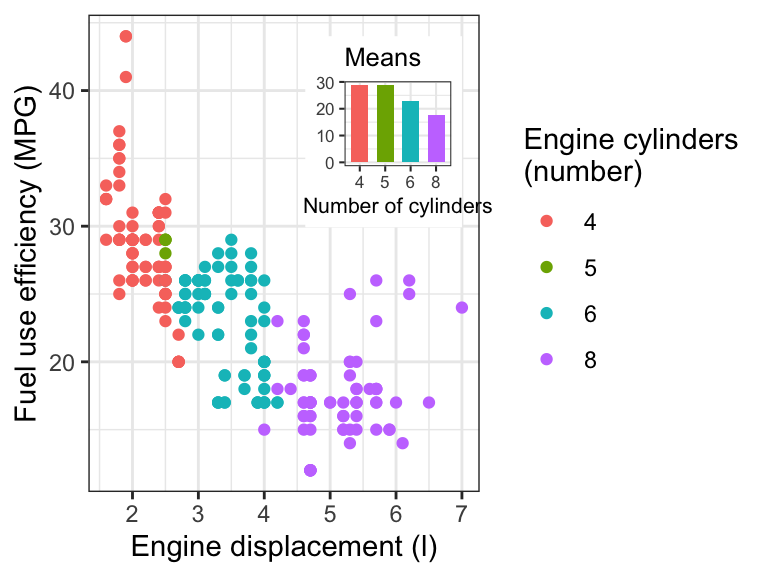 Fuel use efficiency (MPG)
40
30
20
Means
30
20
10
0
4 5 6 8
Number of cylinders
2 3 4 5 6 7
Engine displacement (l)
Engine cylinders
(number)
4
5
6
8